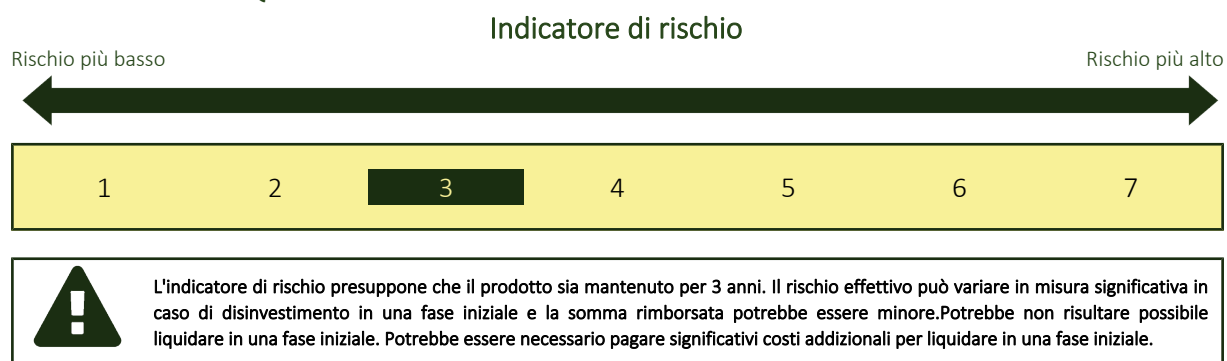 Indicatore di rischio
Rischio più basso
Rischio più alto
1 2 3 4 5 6 7
L'indicatore di rischio presuppone che il prodotto sia mantenuto per 3 anni. Il rischio effettivo può variare in misura significativa in
caso di disinvestimento in una fase iniziale e la somma rimborsata potrebbe essere minore.Potrebbe non risultare possibile
liquidare in una fase iniziale. Potrebbe essere necessario pagare significativi costi addizionali per liquidare in una fase iniziale.